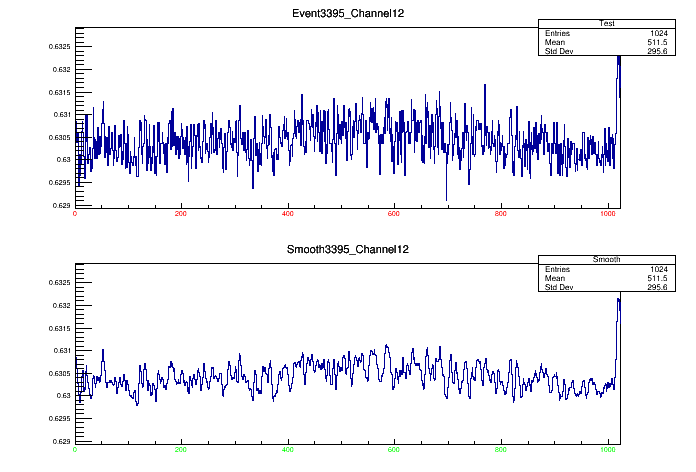 Event3395_Channel12
Test
Entries 1024
Mean 511.5
Std Dev 295.6
0.6325
0.632
0.6315
0.631
0.6305
0.63
0.6295
0.629
0 200 400 600 800 1000
Smooth3395_Channel12
Smooth
Entries 1024
Mean 511.5
Std Dev 295.6
0.6325
0.632
0.6315
0.631
0.6305
0.63
0.6295
0.629
0 200 400 600 800 1000